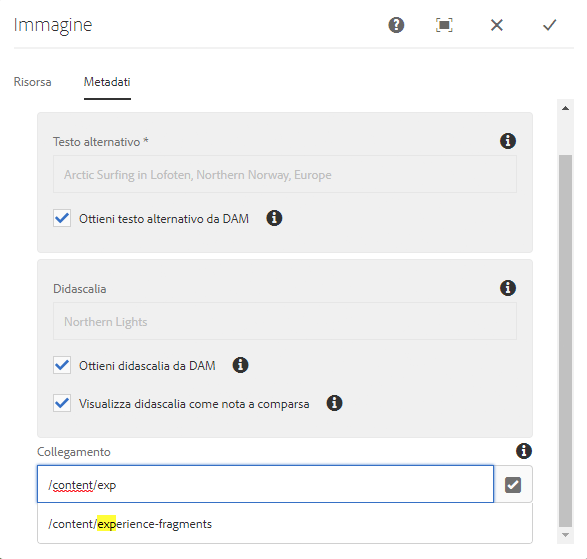 Immagine
Risorsa Metadati
Testo alternativo *
Arctic Surfing in Lofoten, Northern Norway, Europe
Ottieni testo alternativo da DAM
Didascalia
Northern Lights
Ottieni didascalia da DAM
Visualizza didascalia come nota a comparsa
Collegamento
/content/exp
/content/experience-fragments